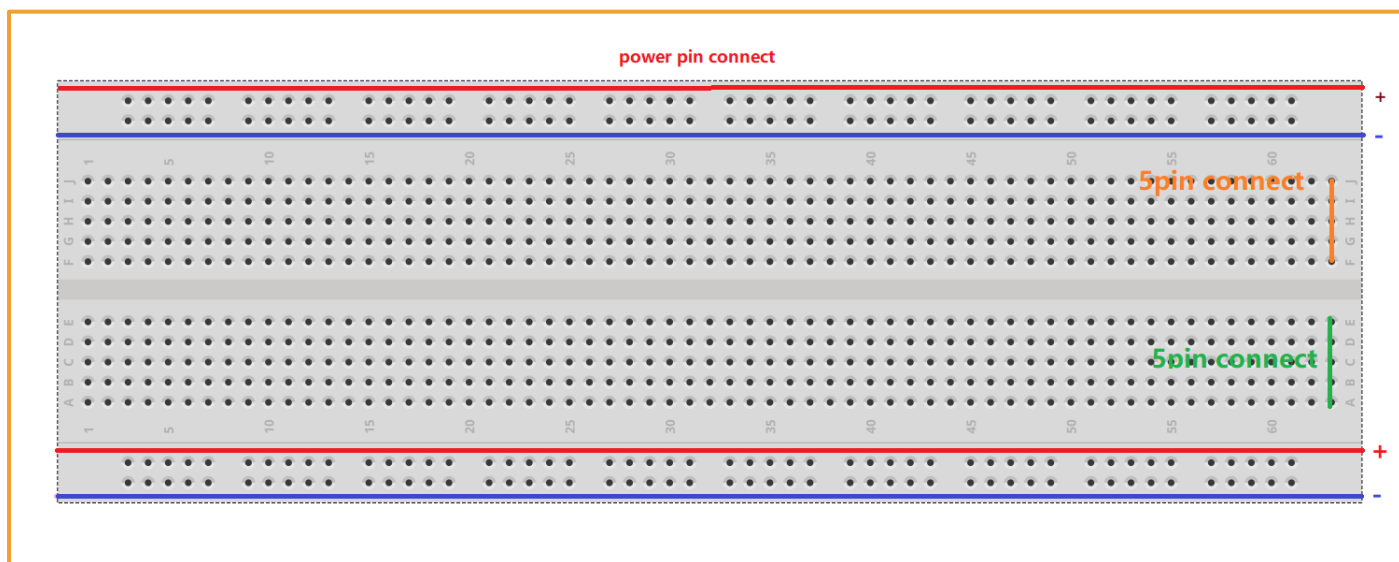 power pin connect
+
-
1 5 10 15 20 25 30 35 40 45 50 55 60
J 5pin connect J
I I
H H
G G
F F
E E
D D
C 5pin connect C
B B
A A
1 5 10 15 20 25 30 35 40 45 50 55 60
+
-